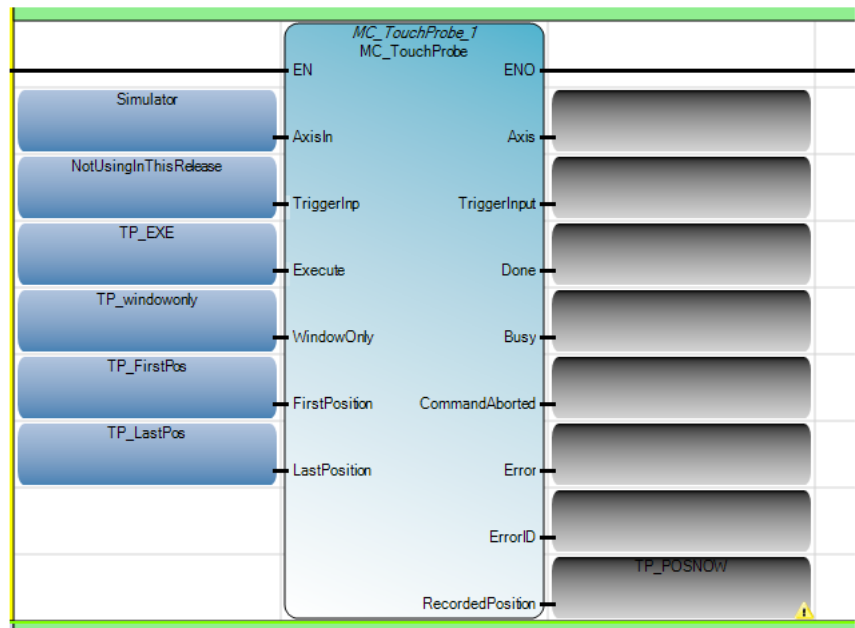 MC_TouchProbe_1
MC_TouchProbe
EN ENO
Simulator
AxisIn Axis
NotUsingInThisRelease
TriggerInp TriggerInput
TP_EXE
Execute Done
TP_windowonly
WindowOnly Busy
TP_FirstPos
FirstPosition CommandAborted
TP_LastPos
LastPosition Error
ErrorID
TP_POSNOW
RecordedPosition